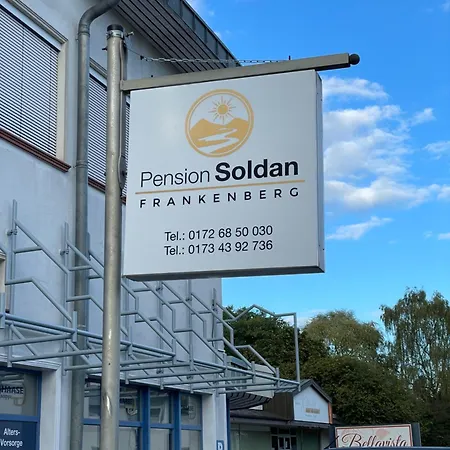 Pension Soldan
FRANKENBERG
Tel.: 0172 68 50 030
Tel.: 0173 43 92 736
Alters-
Vorsorge
Bellavista